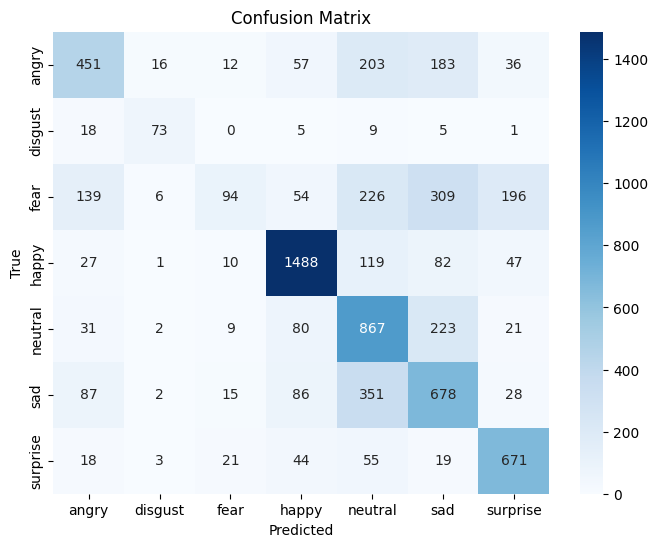 Confusion Matrix
angry 451 16 12 57 203 183 36
disgust 18 73 0 5 9 5 1
fear 139 6 94 54 226 309 196
happy 27 1 10 1488 119 82 47
neutral 31 2 9 80 867 223 21
sad 87 2 15 86 351 678 28
surprise 18 3 21 44 55 19 671
angry disgust fear happy neutral sad surprise
Predicted
True
1400
1200
1000
800
600
400
200
0